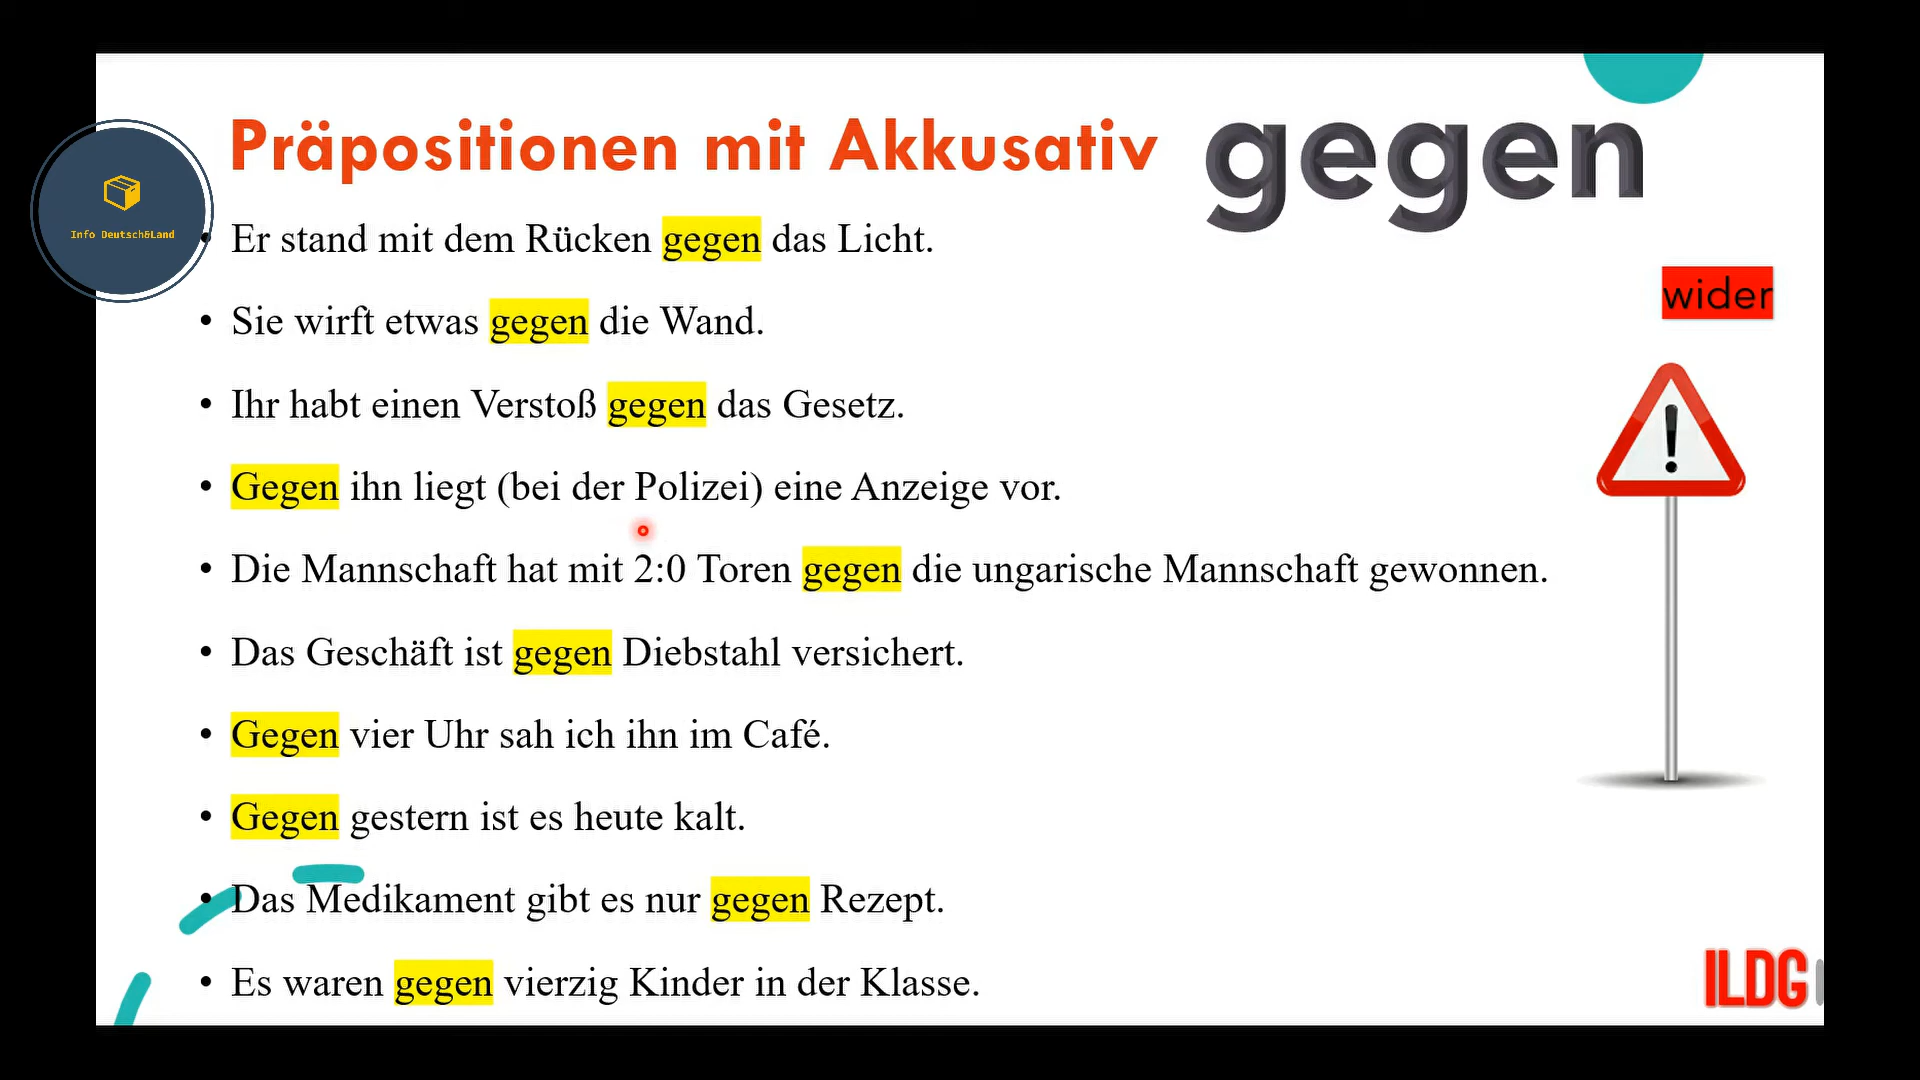 Präpositionen mit Akkusativ gegen
Info Deutsch&Land
• Er stand mit dem Rücken gegen das Licht.
wider
• Sie wirft etwas gegen die Wand.
• Ihr habt einen Verstoß gegen das Gesetz.
!
• Gegen ihn liegt (bei der Polizei) eine Anzeige vor.
• Die Mannschaft hat mit 2:0 Toren gegen die ungarische Mannschaft gewonnen.
• Das Geschäft ist gegen Diebstahl versichert.
• Gegen vier Uhr sah ich ihn im Café.
• Gegen gestern ist es heute kalt.
• Das Medikament gibt es nur gegen Rezept.
• Es waren gegen vierzig Kinder in der Klasse.
ILDG